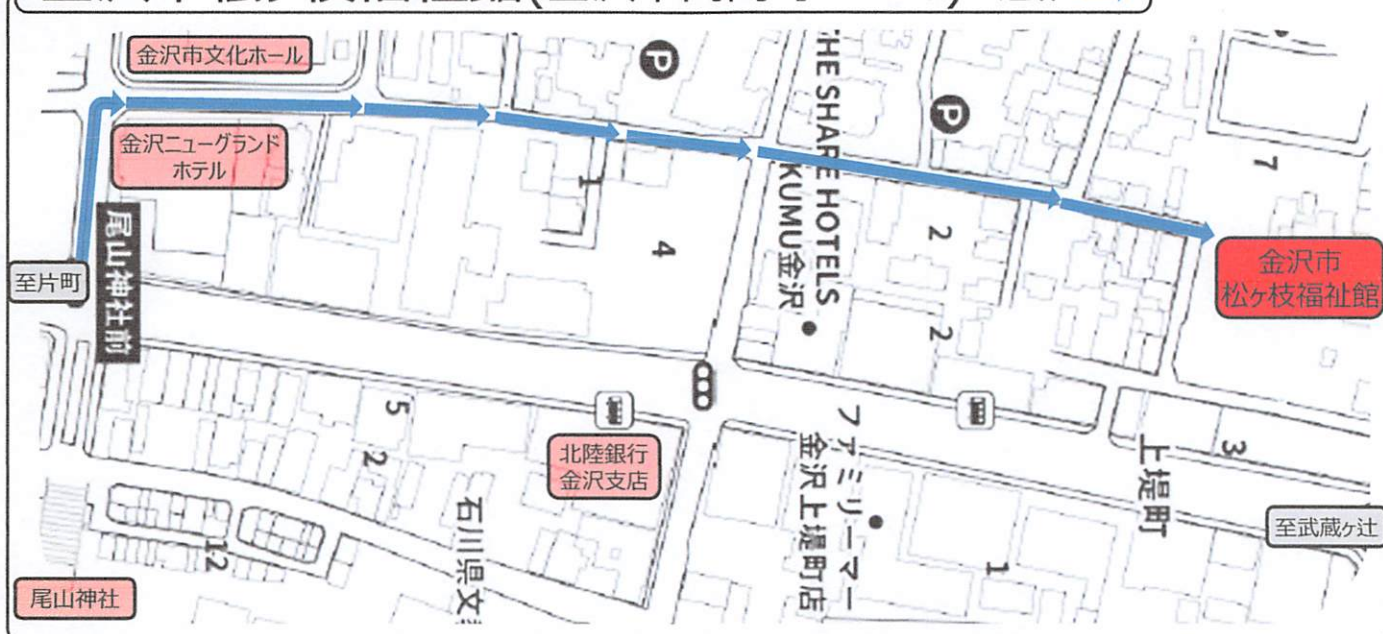 金沢市文化ホール
P
THE SHARE HOTELS
KUMU金沢
P
7
金沢ニューグランド
ホテル
1
4
2
2
金沢市
松ヶ枝福祉館
至片町
尾山神社前
5
2
北陸銀行
金沢支店
ファミリーマー
金沢上堤町店
上堤町
3
至武蔵ヶ辻
石川県文
12
1
尾山神社